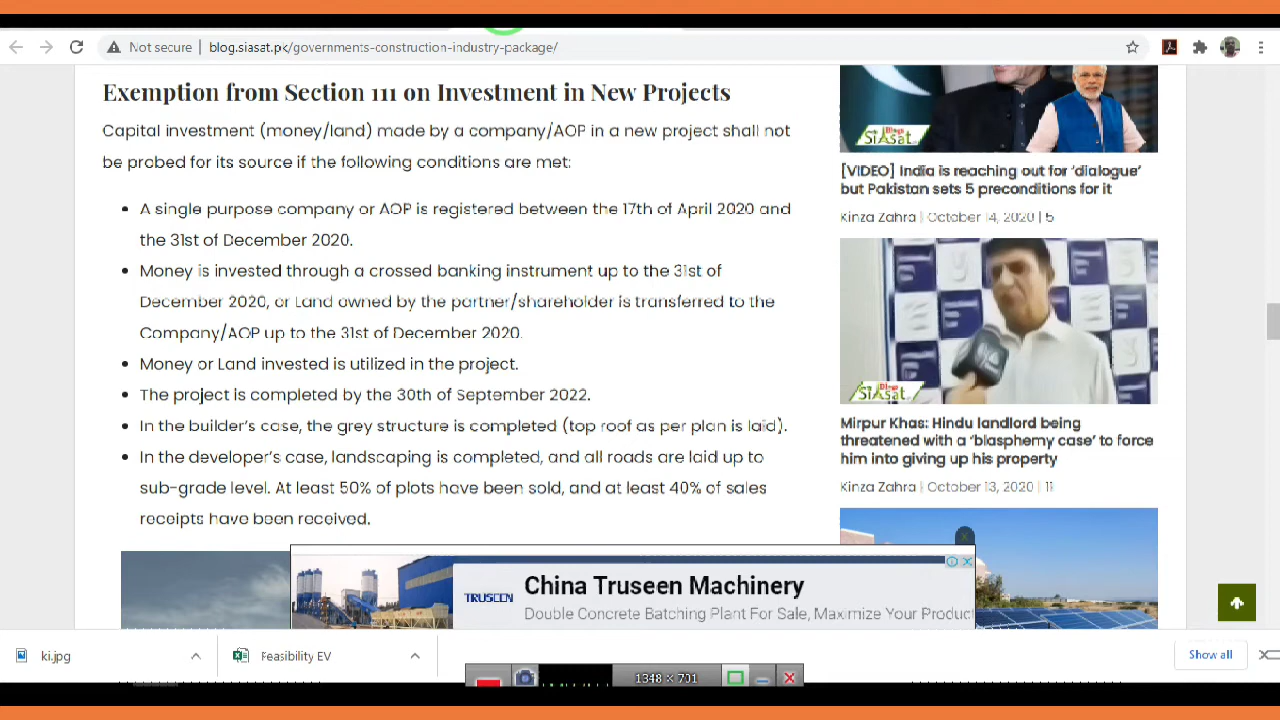 Not secure | blog.siasat.pk/governments-construction-industry-package/
Exemption from Section 111 on Investment in New Projects
Capital investment (money/land) made by a company/AOP in a new project shall not
be probed for its source if the following conditions are met:
• A single purpose company or AOP is registered between the 17th of April 2020 and
the 31st of December 2020.
• Money is invested through a crossed banking instrument up to the 31st of
December 2020, or Land owned by the partner/shareholder is transferred to the
Company/AOP up to the 31st of December 2020.
• Money or Land invested is utilized in the project.
• The project is completed by the 30th of September 2022.
• In the builder's case, the grey structure is completed (top roof as per plan is laid).
• In the developer's case, landscaping is completed, and all roads are laid up to
sub-grade level. At least 50% of plots have been sold, and at least 40% of sales
receipts have been received.
Blogs
SiAsat
[VIDEO] India is reaching out for 'dialogue'
but Pakistan sets 5 preconditions for it
Kinza Zahra | October 14, 2020 | 5
Blogs
SiAsat
Mirpur Khas: Hindu landlord being
threatened with a 'blasphemy case' to force
him into giving up his property
Kinza Zahra | October 13, 2020 | 11
TRUSEEN
China Truseen Machinery
Double Concrete Batching Plant For Sale, Maximize Your Product
ki.jpg
Feasibility EV
Show all
1348 x 701